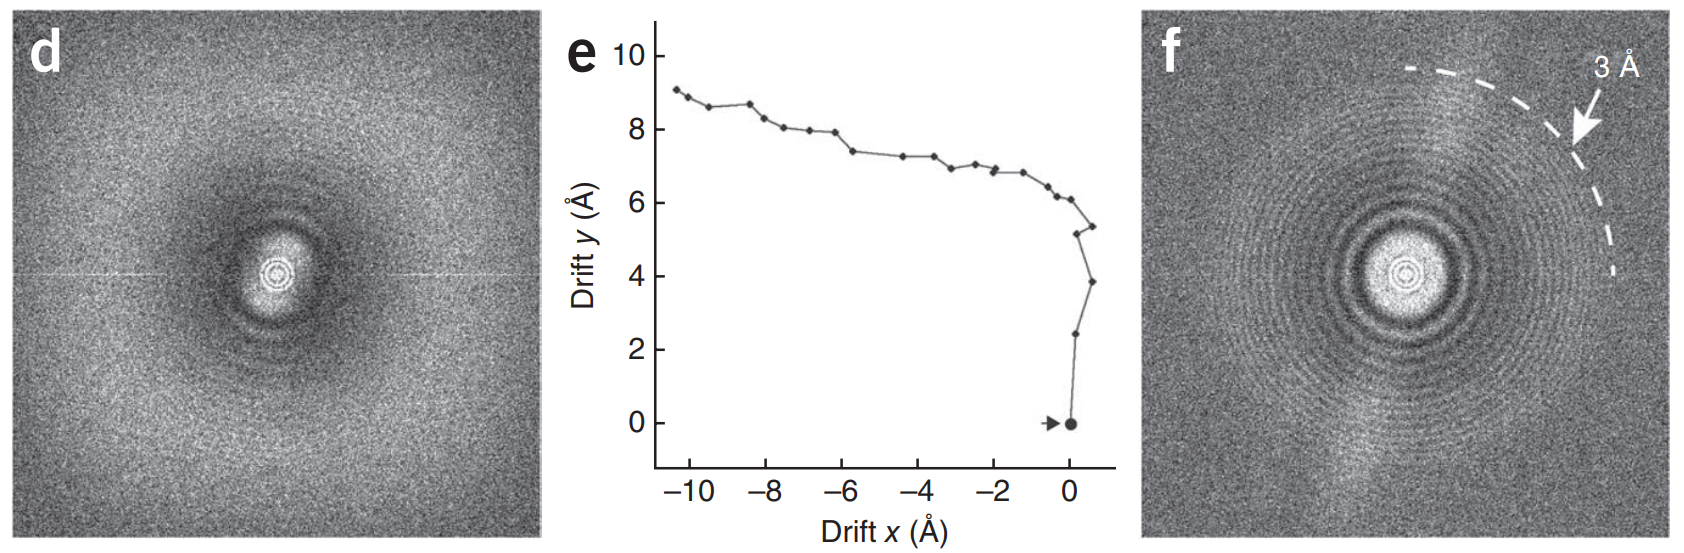 d
e
f
10
8
6
4
2
0
Drift y (Å)
–10 –8 –6 –4 –2 0
Drift x (Å)
3 Å